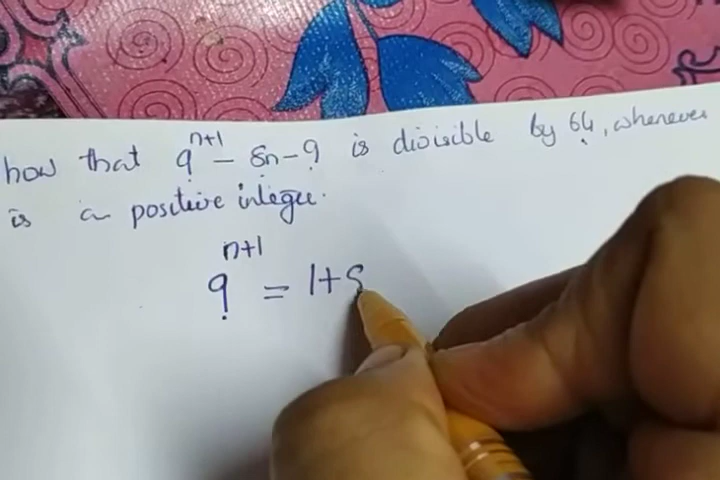 how that 9^{n+1} - 8n - 9 is divisible by 64, whenever
is a positive integer.
9^{n+1} = 1+8